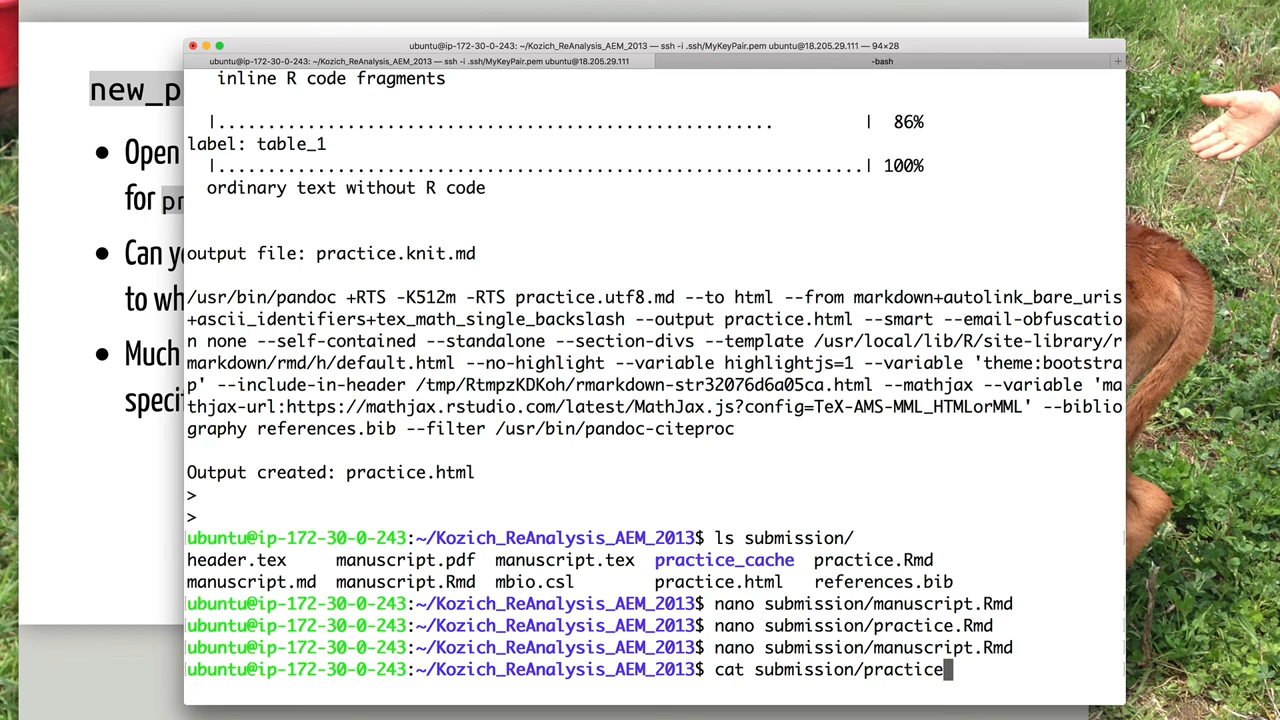 ubuntu@ip-172-30-0-243: ~/Kozich_ReAnalysis_AEM_2013 — ssh -i .ssh/MyKeyPair.pem ubuntu@18.205.29.111 — 94×28
ubuntu@ip-172-30-0-243: ~/Kozich_ReAnalysis_AEM_2013 — ssh -i .ssh/MyKeyPair.pem ubuntu@18.205.29.111
-bash
+
new_p
• Open
for pr
• Can yo
to wh
• Much
specif
inline R code fragments
|................................................................. | 86%
label: table_1
|.................................................................| 100%
ordinary text without R code
output file: practice.knit.md
/usr/bin/pandoc +RTS -K512m -RTS practice.utf8.md --to html --from markdown+autolink_bare_uris
+ascii_identifiers+tex_math_single_backslash --output practice.html --smart --email-obfuscatio
n none --self-contained --standalone --section-divs --template /usr/local/lib/R/site-library/r
markdown/rmd/h/default.html --no-highlight --variable highlightjs=1 --variable 'theme:bootstra
p' --include-in-header /tmp/RtmpzKDKoh/rmarkdown-str32076d6a05ca.html --mathjax --variable 'ma
thjax-url:https://mathjax.rstudio.com/latest/MathJax.js?config=TeX-AMS-MML_HTMLorMML' --biblio
graphy references.bib --filter /usr/bin/pandoc-citeproc
Output created: practice.html
>
>
ubuntu@ip-172-30-0-243:~/Kozich_ReAnalysis_AEM_2013$ ls submission/
header.tex manuscript.pdf manuscript.tex practice_cache practice.Rmd
manuscript.md manuscript.Rmd mbio.csl practice.html references.bib
ubuntu@ip-172-30-0-243:~/Kozich_ReAnalysis_AEM_2013$ nano submission/manuscript.Rmd
ubuntu@ip-172-30-0-243:~/Kozich_ReAnalysis_AEM_2013$ nano submission/practice.Rmd
ubuntu@ip-172-30-0-243:~/Kozich_ReAnalysis_AEM_2013$ nano submission/manuscript.Rmd
ubuntu@ip-172-30-0-243:~/Kozich_ReAnalysis_AEM_2013$ cat submission/practice